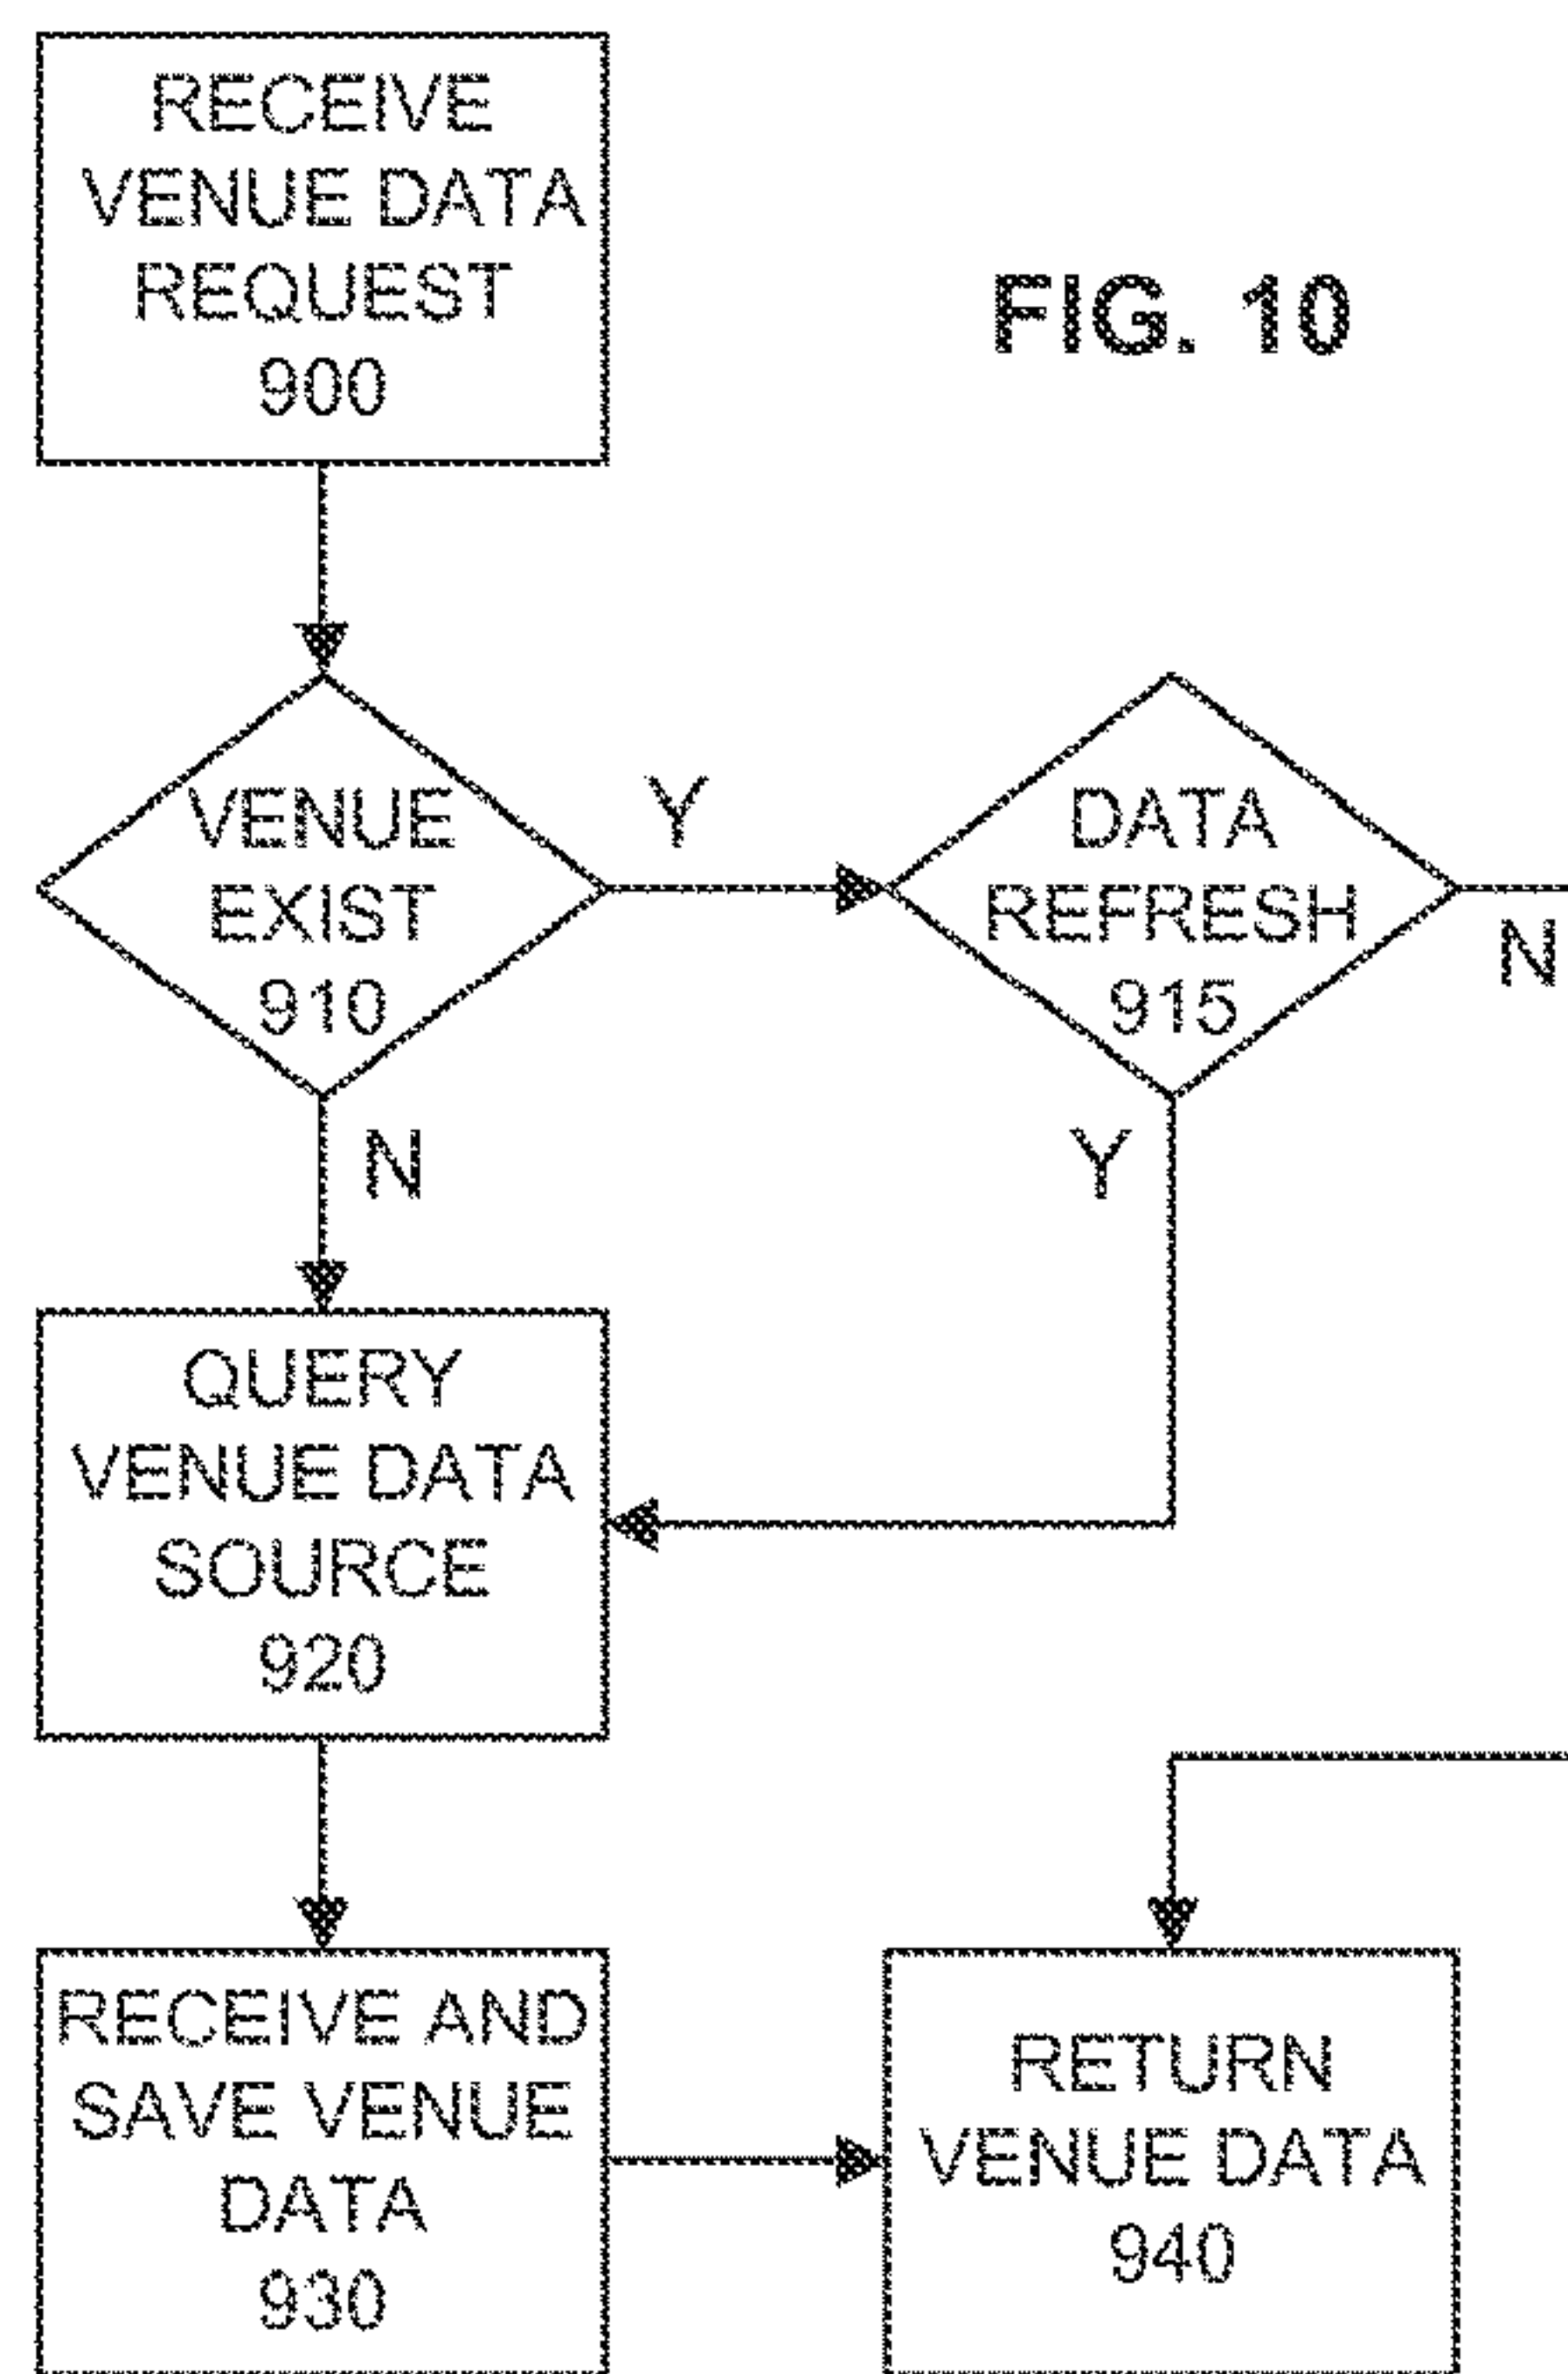 RECEIVE
VENUE DATA
REQUEST
900
FIG. 10
VENUE
EXIST
910
Y
DATA
REFRESH
915
N
N
Y
QUERY
VENUE DATA
SOURCE
920
RECEIVE AND
SAVE VENUE
DATA
930
RETURN
VENUE DATA
940